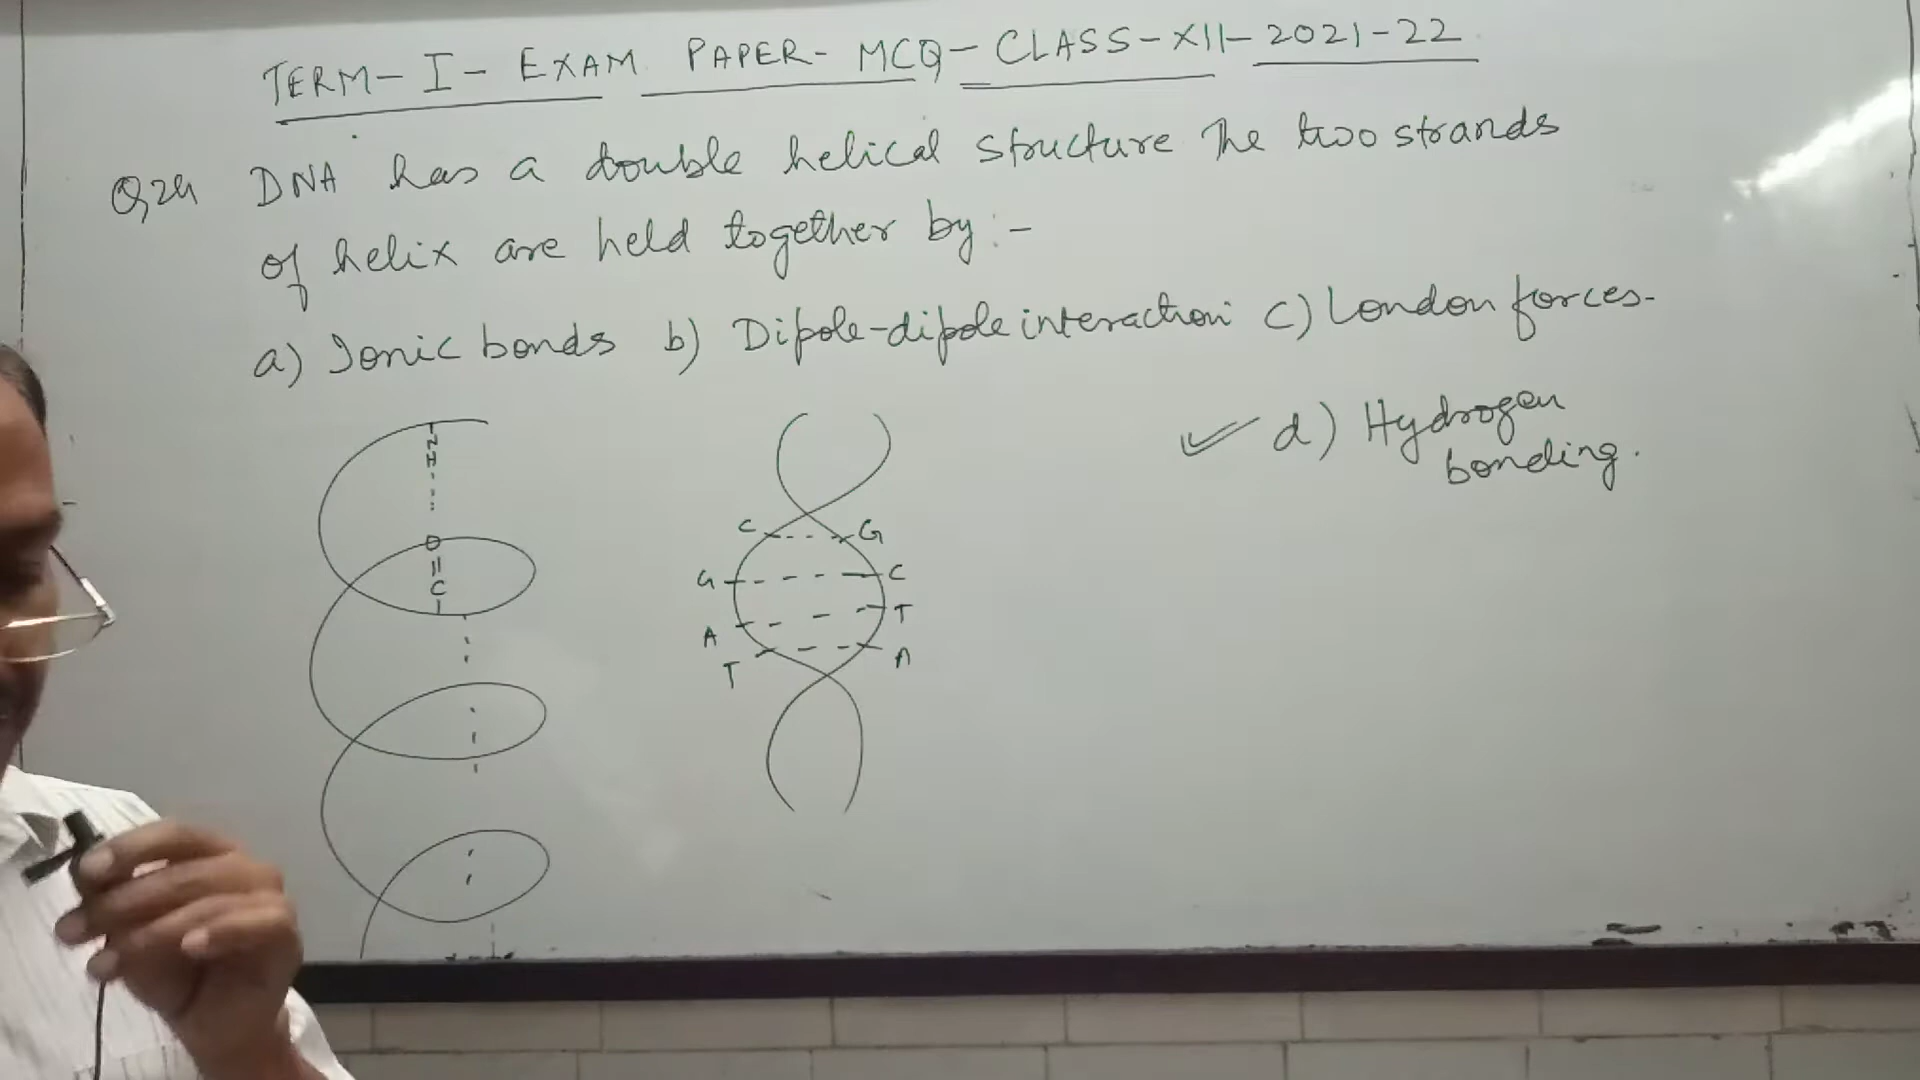 TERM-I-EXAM PAPER-MCQ-CLASS-XII-2021-22
Q24 DNA has a double helical structure The two strands
of helix are held together by:-
a) Ionic bonds b) Dipole-dipole interaction c) London forces-
d) Hydrogen
bonding.
N
H
O
C
C G
G C
A T
T A